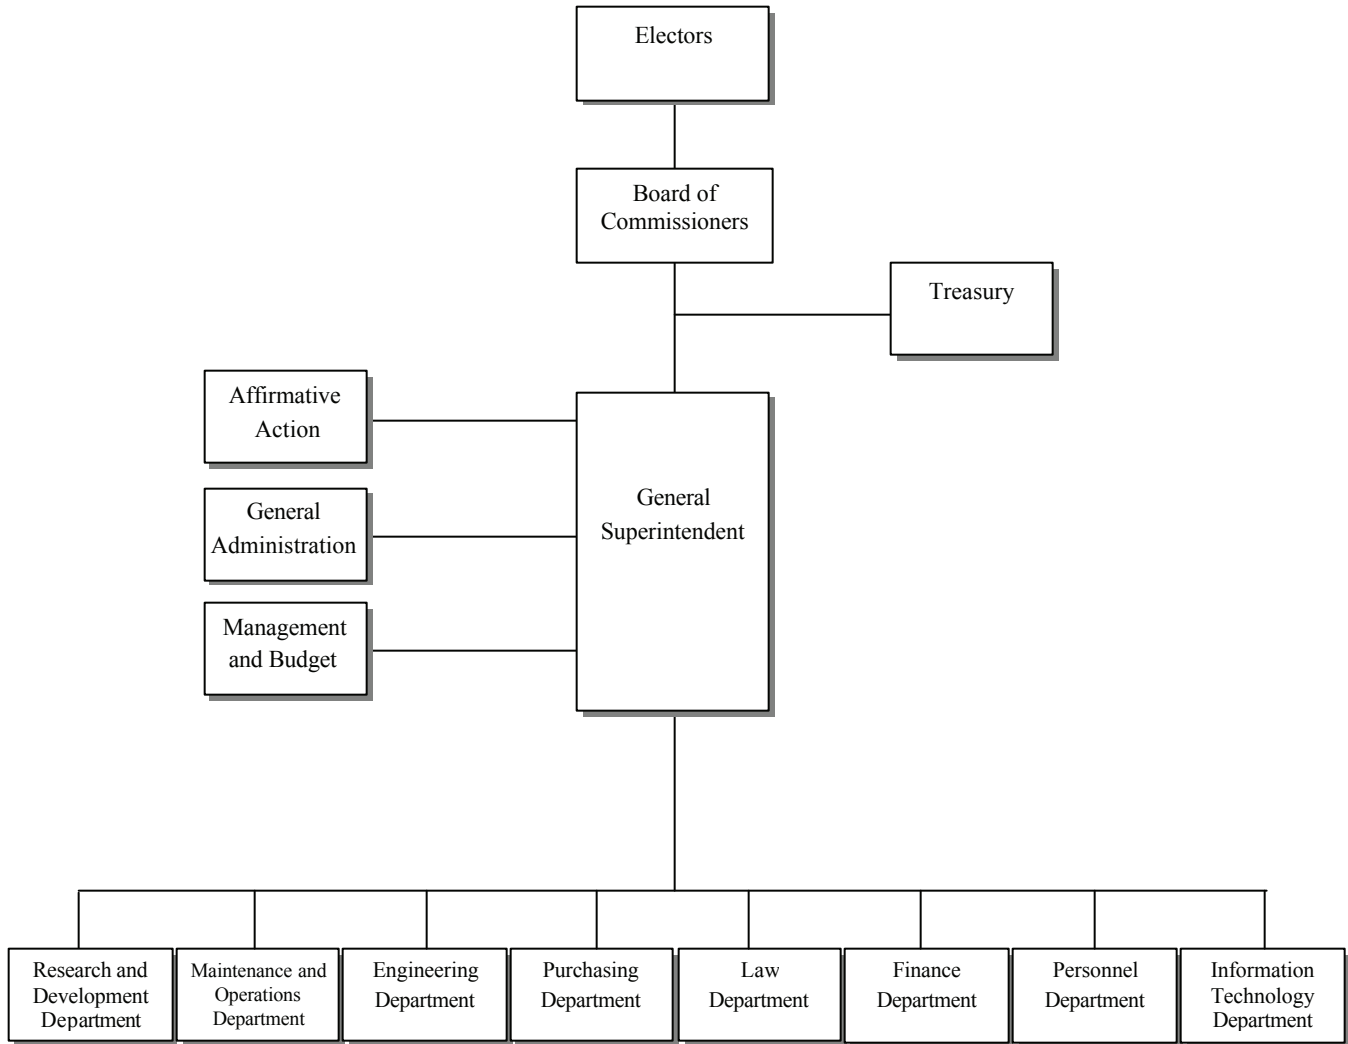 Electors
Board of
Commissioners
Treasury
Affirmative
Action
General
Administration
Management
and Budget
General
Superintendent
Research and
Development
Department
Maintenance and
Operations
Department
Engineering
Department
Purchasing
Department
Law
Department
Finance
Department
Personnel
Department
Information
Technology
Department